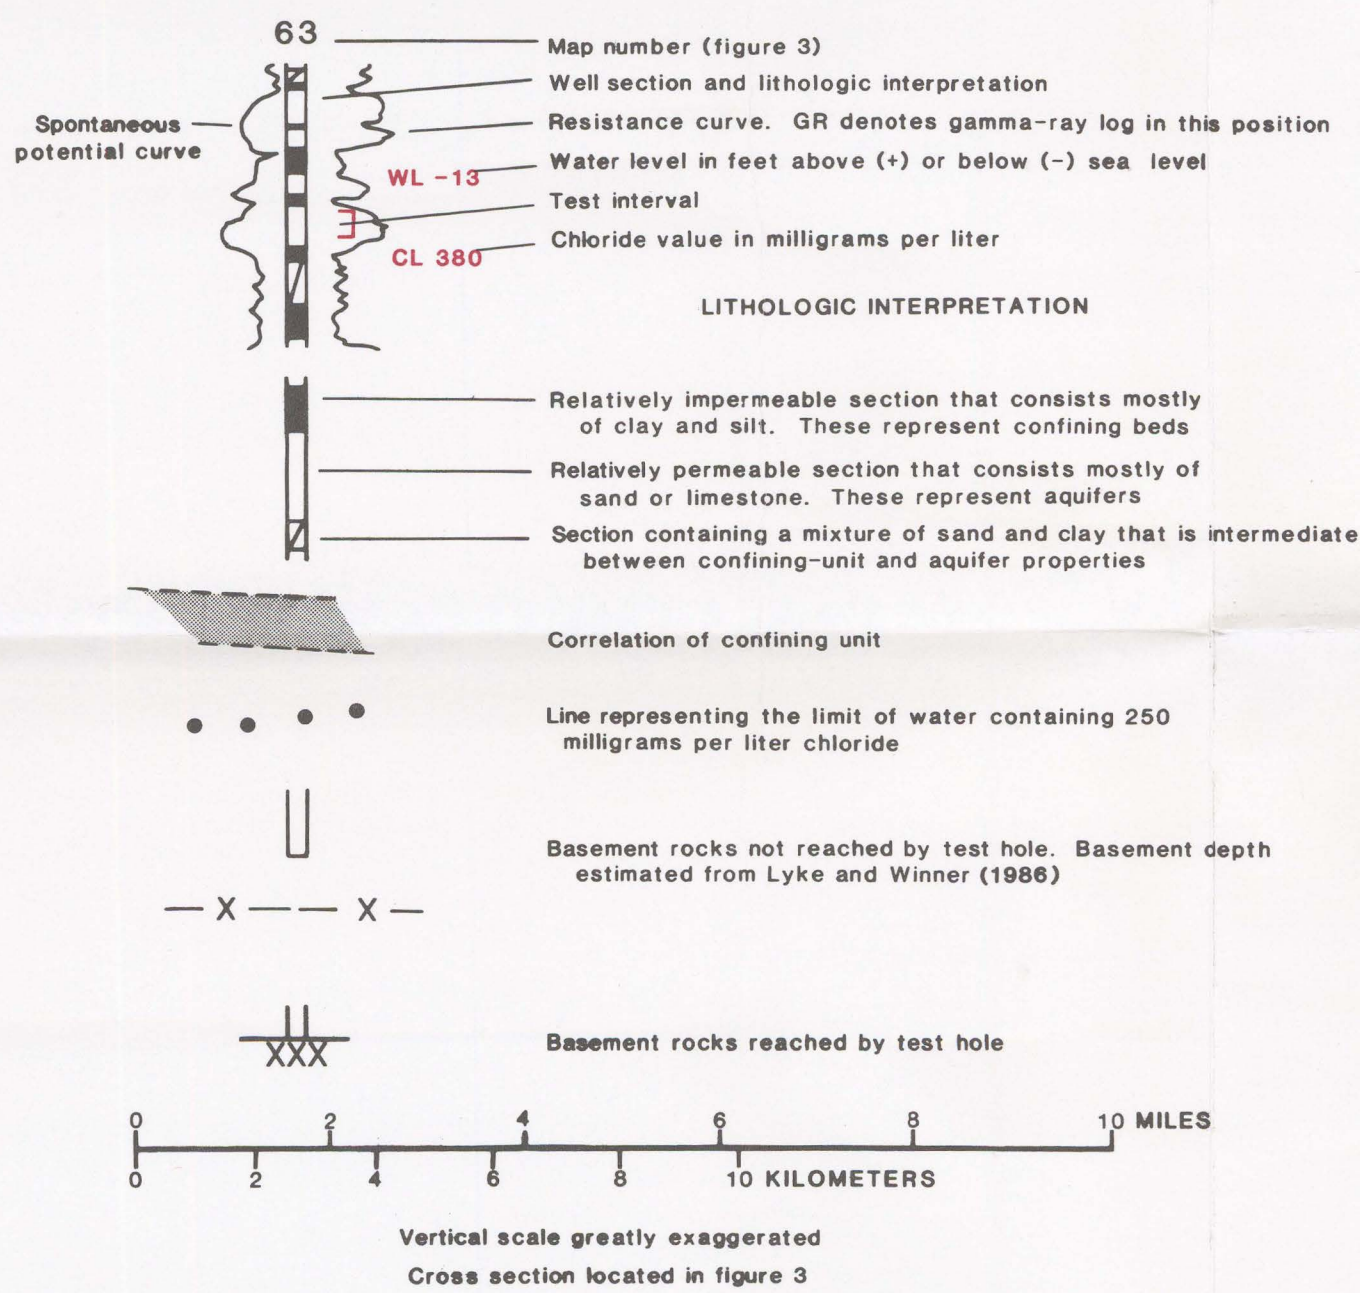 63
Map number (figure 3)
Well section and lithologic interpretation
Spontaneous
potential curve
Resistance curve. GR denotes gamma-ray log in this position
Water level in feet above (+) or below (-) sea level
WL -13
Test interval
Chloride value in milligrams per liter
CL 380
LITHOLOGIC INTERPRETATION
Relatively impermeable section that consists mostly
of clay and silt. These represent confining beds
Relatively permeable section that consists mostly of
sand or limestone. These represent aquifers
Section containing a mixture of sand and clay that is intermediate
between confining-unit and aquifer properties
Correlation of confining unit
Line representing the limit of water containing 250
milligrams per liter chloride
Basement rocks not reached by test hole. Basement depth
estimated from Lyke and Winner (1986)
— X — — X —
XXX
Basement rocks reached by test hole
0 2 4 6 8 10 MILES
0 2 4 6 8 10 KILOMETERS
Vertical scale greatly exaggerated
Cross section located in figure 3